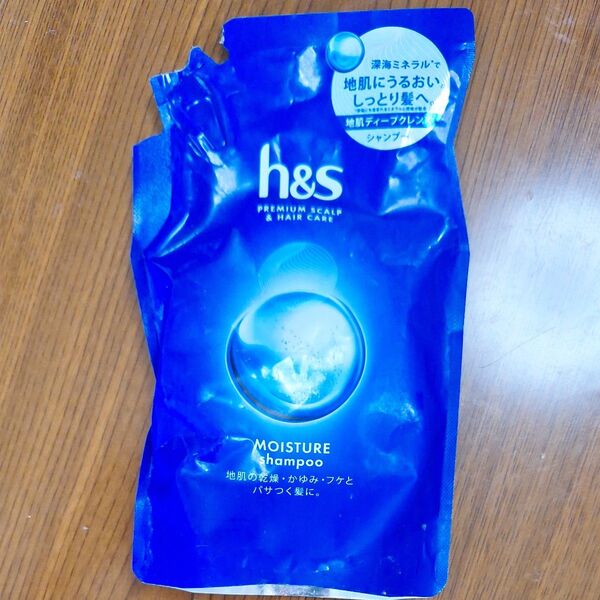 深海ミネラル*で
地肌にうるおい。
しっとり髪へ。
地肌ディープクレンズ
シャンプー
h&s
PREMIUM SCALP
& HAIR CARE
MOISTURE
shampoo
地肌の乾燥・かゆみ・フケと
パサつく髪に。